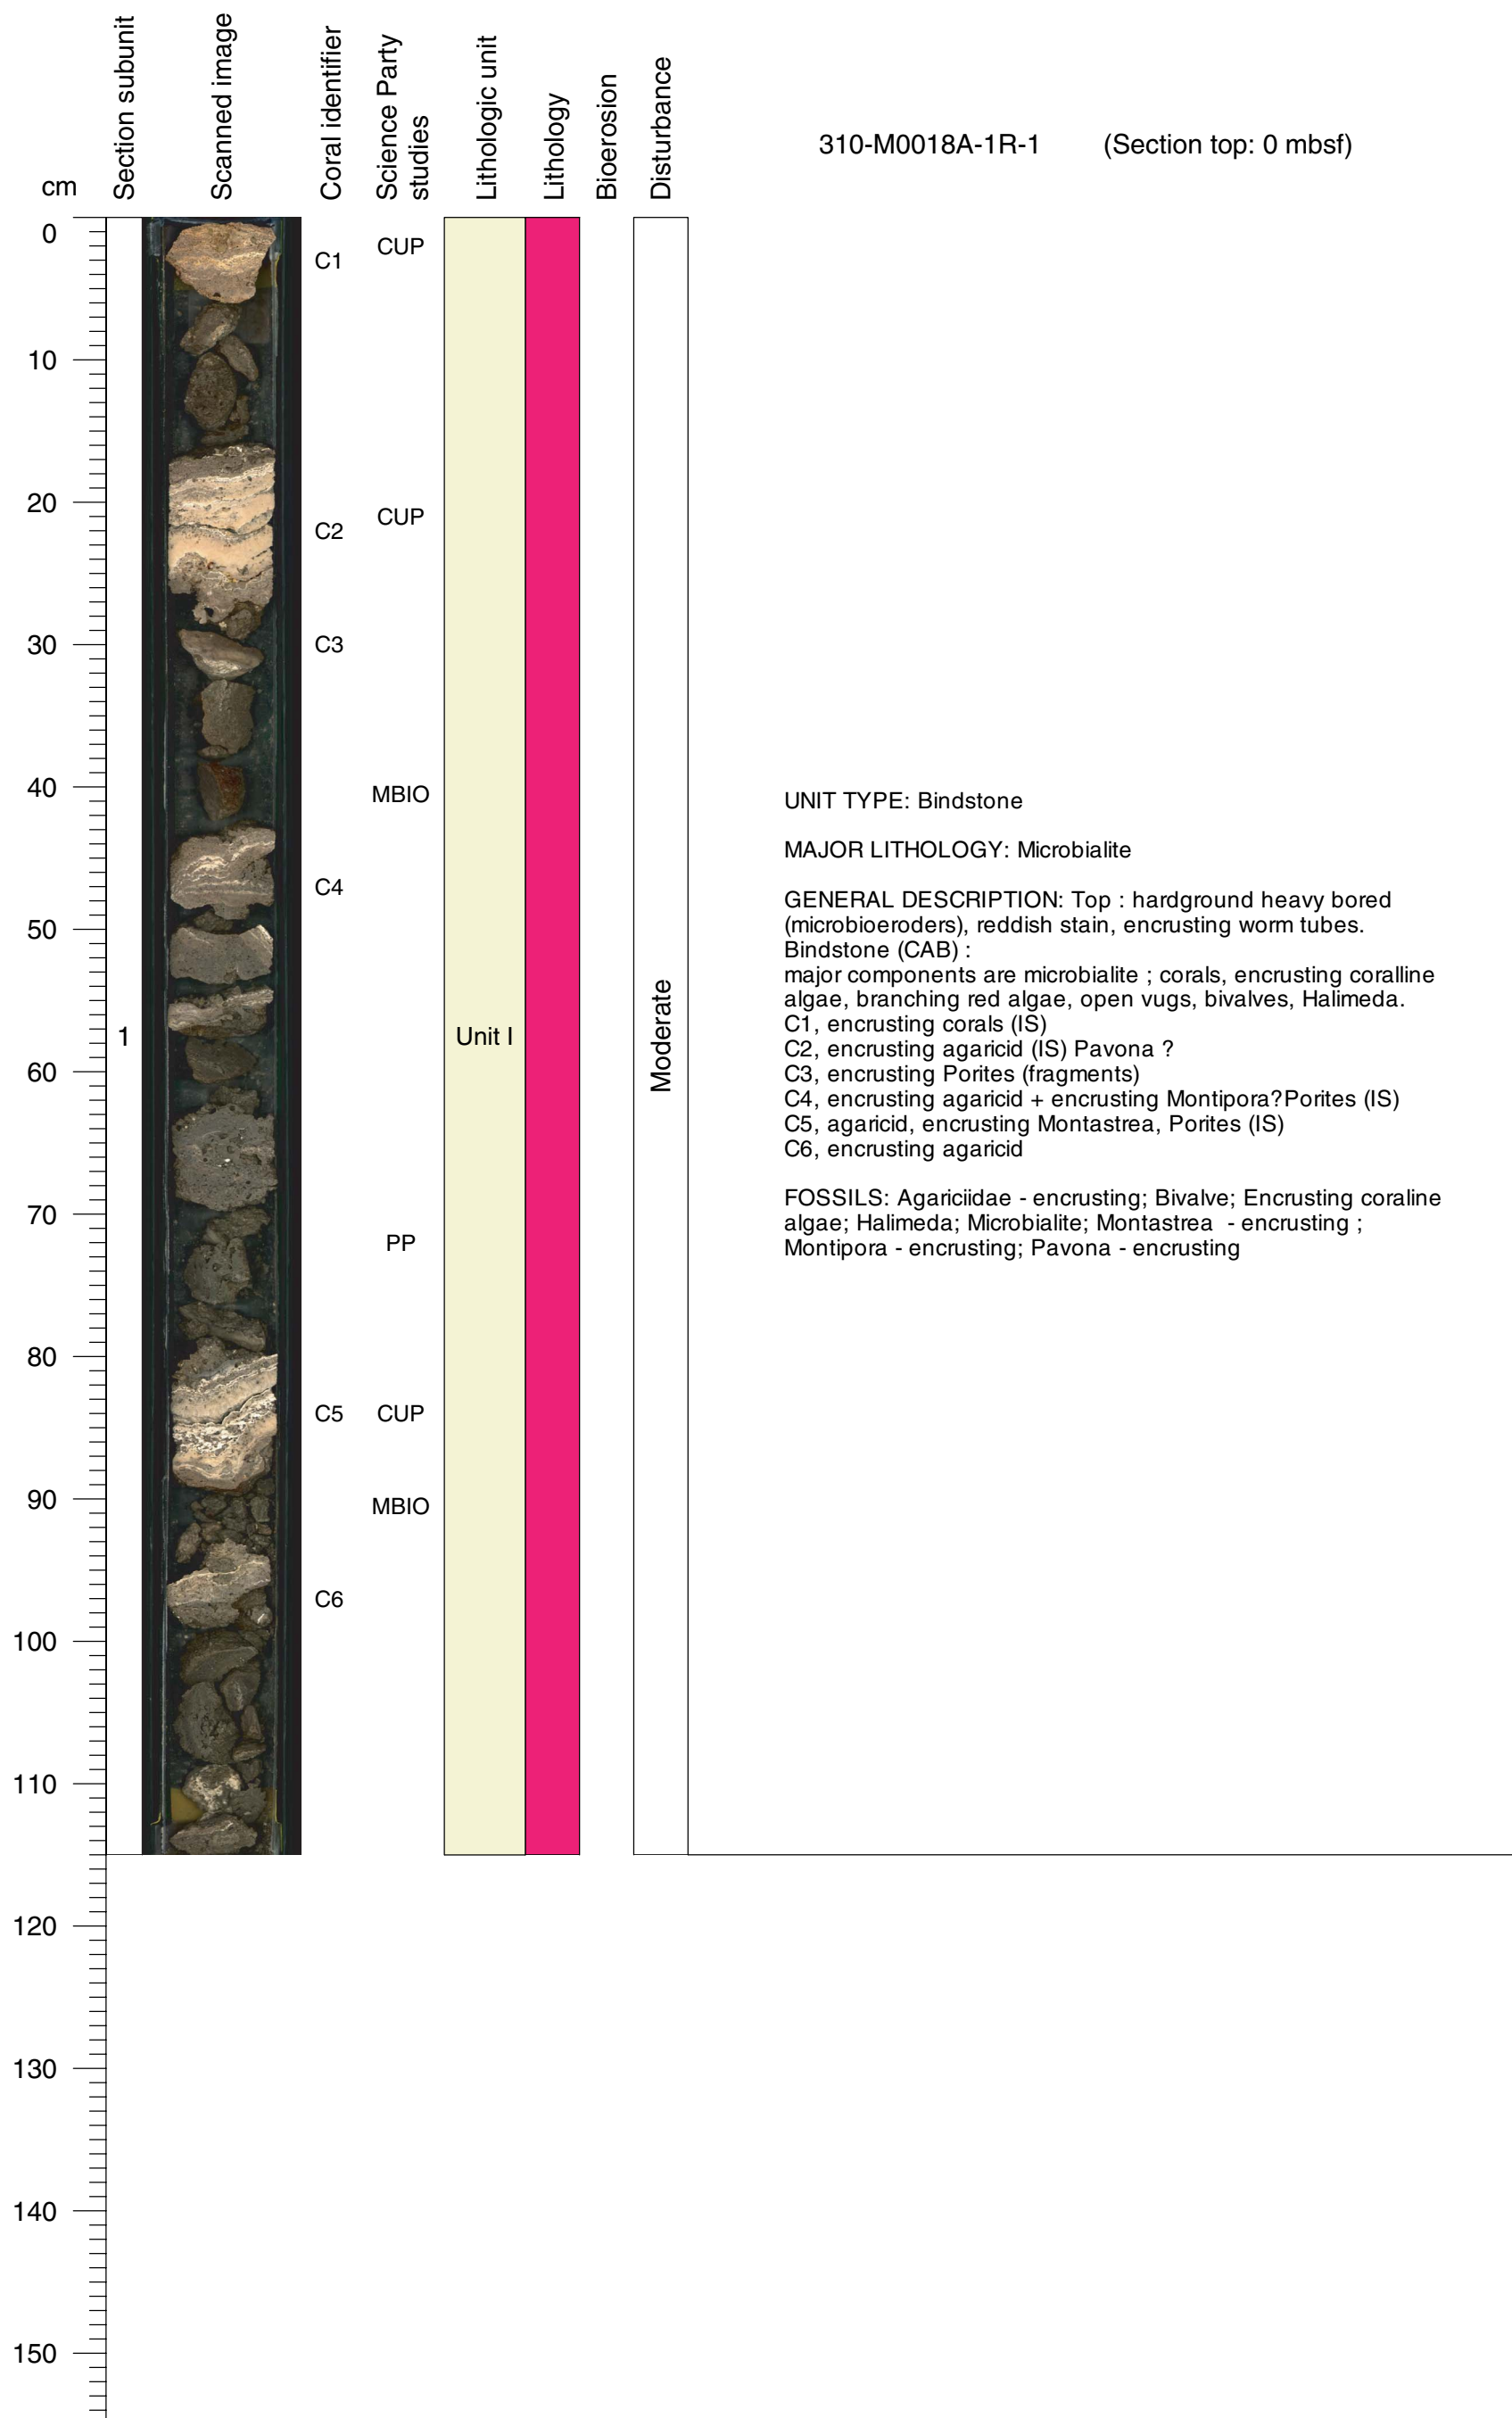 Section subunit
Scanned image
Coral identifier
Science Party
studies
Lithologic unit
Lithology
Bioerosion
Disturbance
310-M0018A-1R-1 (Section top: 0 mbsf)
cm
0
C1 CUP
10
20
C2 CUP
30 C3
40 MBIO
C4
50
1 Unit I Moderate
60
70
PP
80
C5 CUP
90 MBIO
C6
100
110
120
130
140
150
UNIT TYPE: Bindstone
MAJOR LITHOLOGY: Microbialite
GENERAL DESCRIPTION: Top : hardground heavy bored
(microbioeroders), reddish stain, encrusting worm tubes.
Bindstone (CAB) :
major components are microbialite ; corals, encrusting coralline
algae, branching red algae, open vugs, bivalves, Halimeda.
C1, encrusting corals (IS)
C2, encrusting agaricid (IS) Pavona ?
C3, encrusting Porites (fragments)
C4, encrusting agaricid + encrusting Montipora?Porites (IS)
C5, agaricid, encrusting Montastrea, Porites (IS)
C6, encrusting agaricid
FOSSILS: Agariciidae - encrusting; Bivalve; Encrusting coraline
algae; Halimeda; Microbialite; Montastrea - encrusting ;
Montipora - encrusting; Pavona - encrusting